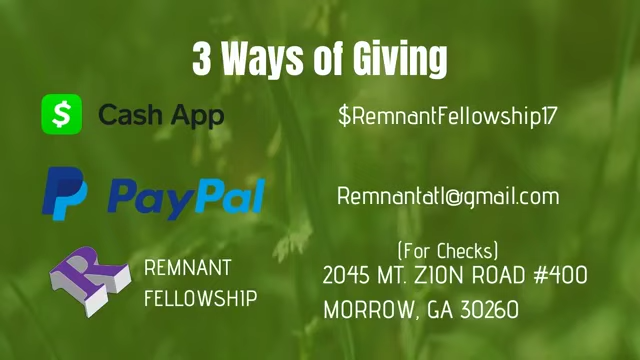 3 Ways of Giving
$ Cash App $RemnantFellowship17
PayPal Remnantatl@gmail.com
(For Checks)
R REMNANT 2045 MT. ZION ROAD #400
FELLOWSHIP MORROW, GA 30260